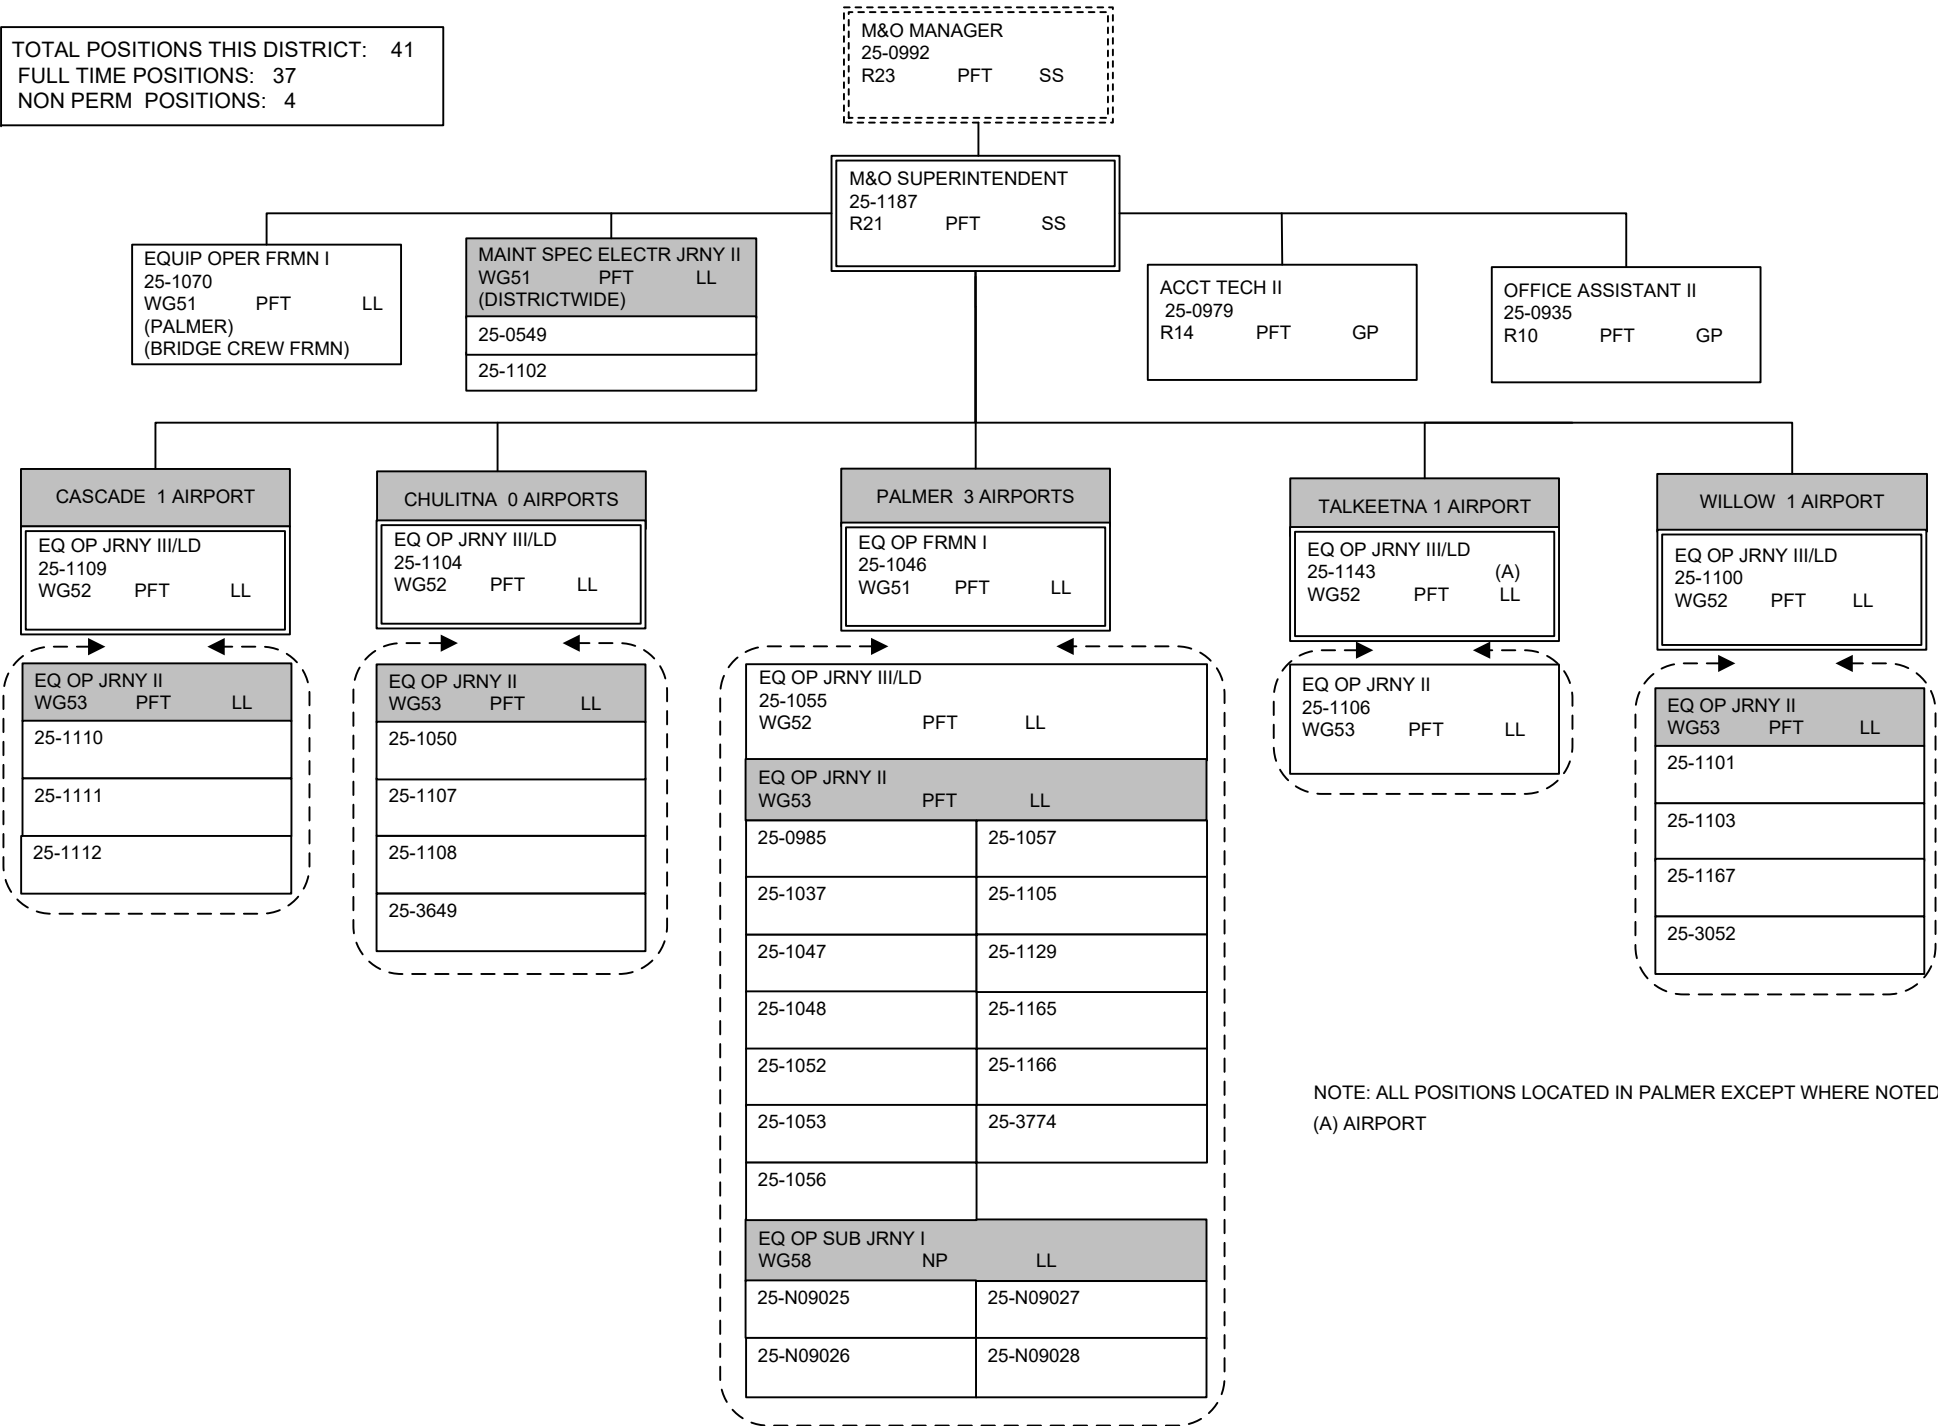 TOTAL POSITIONS THIS DISTRICT: 41
FULL TIME POSITIONS: 37
NON PERM POSITIONS: 4
M&O MANAGER
25-0992
R23 PFT SS
M&O SUPERINTENDENT
25-1187
R21 PFT SS
EQUIP OPER FRMN I
25-1070
WG51 PFT LL
(PALMER)
(BRIDGE CREW FRMN)
MAINT SPEC ELECTR JRNY II
WG51 PFT LL
(DISTRICTWIDE)
25-0549
25-1102
ACCT TECH II
25-0979
R14 PFT GP
OFFICE ASSISTANT II
25-0935
R10 PFT GP
CASCADE 1 AIRPORT
EQ OP JRNY III/LD
25-1109
WG52 PFT LL
EQ OP JRNY II
WG53 PFT LL
25-1110
25-1111
25-1112
CHULITNA 0 AIRPORTS
EQ OP JRNY III/LD
25-1104
WG52 PFT LL
EQ OP JRNY II
WG53 PFT LL
25-1050
25-1107
25-1108
25-3649
PALMER 3 AIRPORTS
EQ OP FRMN I
25-1046
WG51 PFT LL
EQ OP JRNY III/LD
25-1055
WG52 PFT LL
EQ OP JRNY II
WG53 PFT LL
25-0985 25-1057
25-1037 25-1105
25-1047 25-1129
25-1048 25-1165
25-1052 25-1166
25-1053 25-3774
25-1056
EQ OP SUB JRNY I
WG58 NP LL
25-N09025 25-N09027
25-N09026 25-N09028
TALKEETNA 1 AIRPORT
EQ OP JRNY III/LD
25-1143 (A)
WG52 PFT LL
EQ OP JRNY II
25-1106
WG53 PFT LL
WILLOW 1 AIRPORT
EQ OP JRNY III/LD
25-1100
WG52 PFT LL
EQ OP JRNY II
WG53 PFT LL
25-1101
25-1103
25-1167
25-3052
NOTE: ALL POSITIONS LOCATED IN PALMER EXCEPT WHERE NOTED
(A) AIRPORT